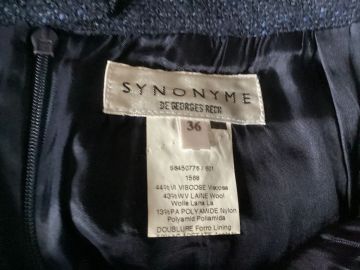 SYNONYME
DE GEORGES RECH
36
1588
44% VI VISCOSE Viscosa
43% WV LAINE Wool
Wolle Lana La
13% PA POLYAMIDE Nylon
Polyamid Poliamida
DOUBLURE Forro Lining